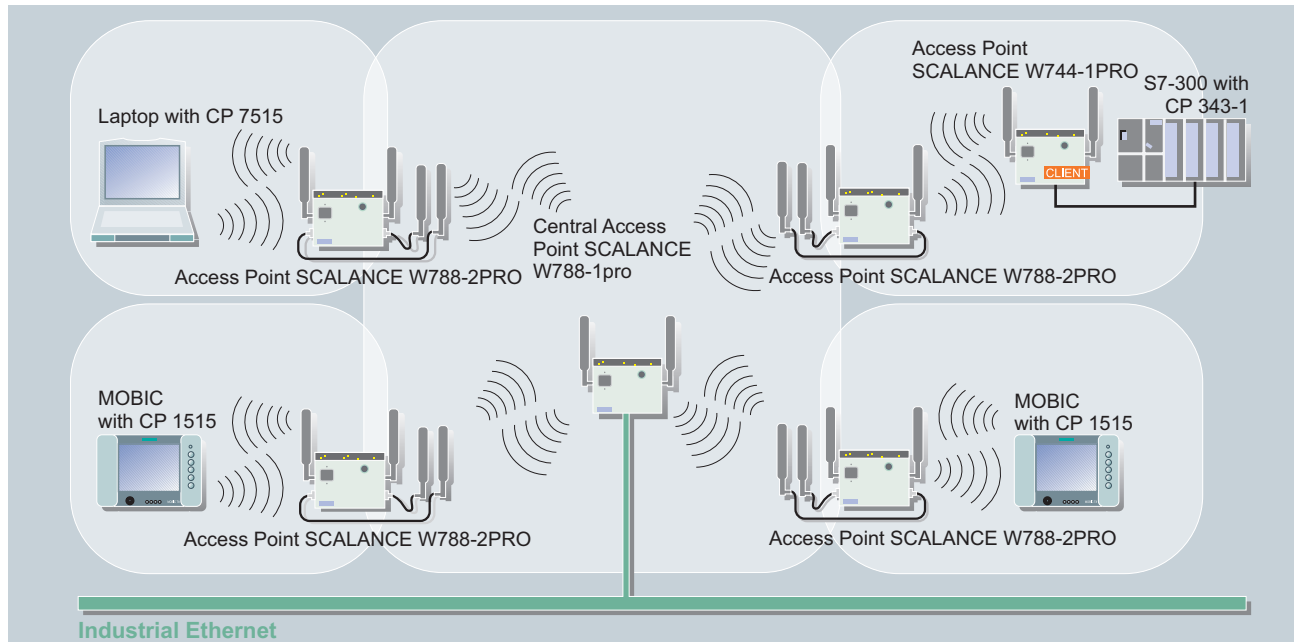 Access Point
SCALANCE W744-1PRO
S7-300 with
CP 343-1
Laptop with CP 7515
CLIENT
Central Access
Point SCALANCE
W788-1pro
Access Point SCALANCE W788-2PRO
Access Point SCALANCE W788-2PRO
MOBIC
with CP 1515
MOBIC
with CP 1515
Access Point SCALANCE W788-2PRO
Access Point SCALANCE W788-2PRO
Industrial Ethernet